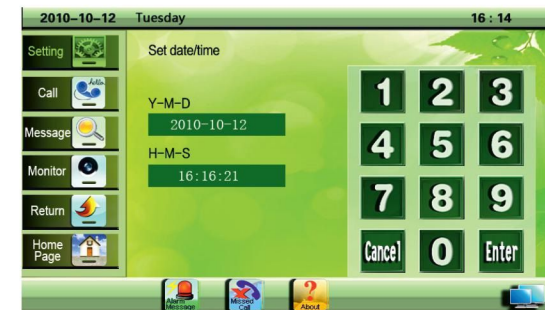 2010-10-12 Tuesday 16 : 14
Setting
Call
hello
Message
Monitor
Return
Home
Page
Set date/time
Y-M-D
2010-10-12
H-M-S
16:16:21
1 2 3
4 5 6
7 8 9
Cancel 0 Enter
Alarm
Message
Missed
Call
?
About